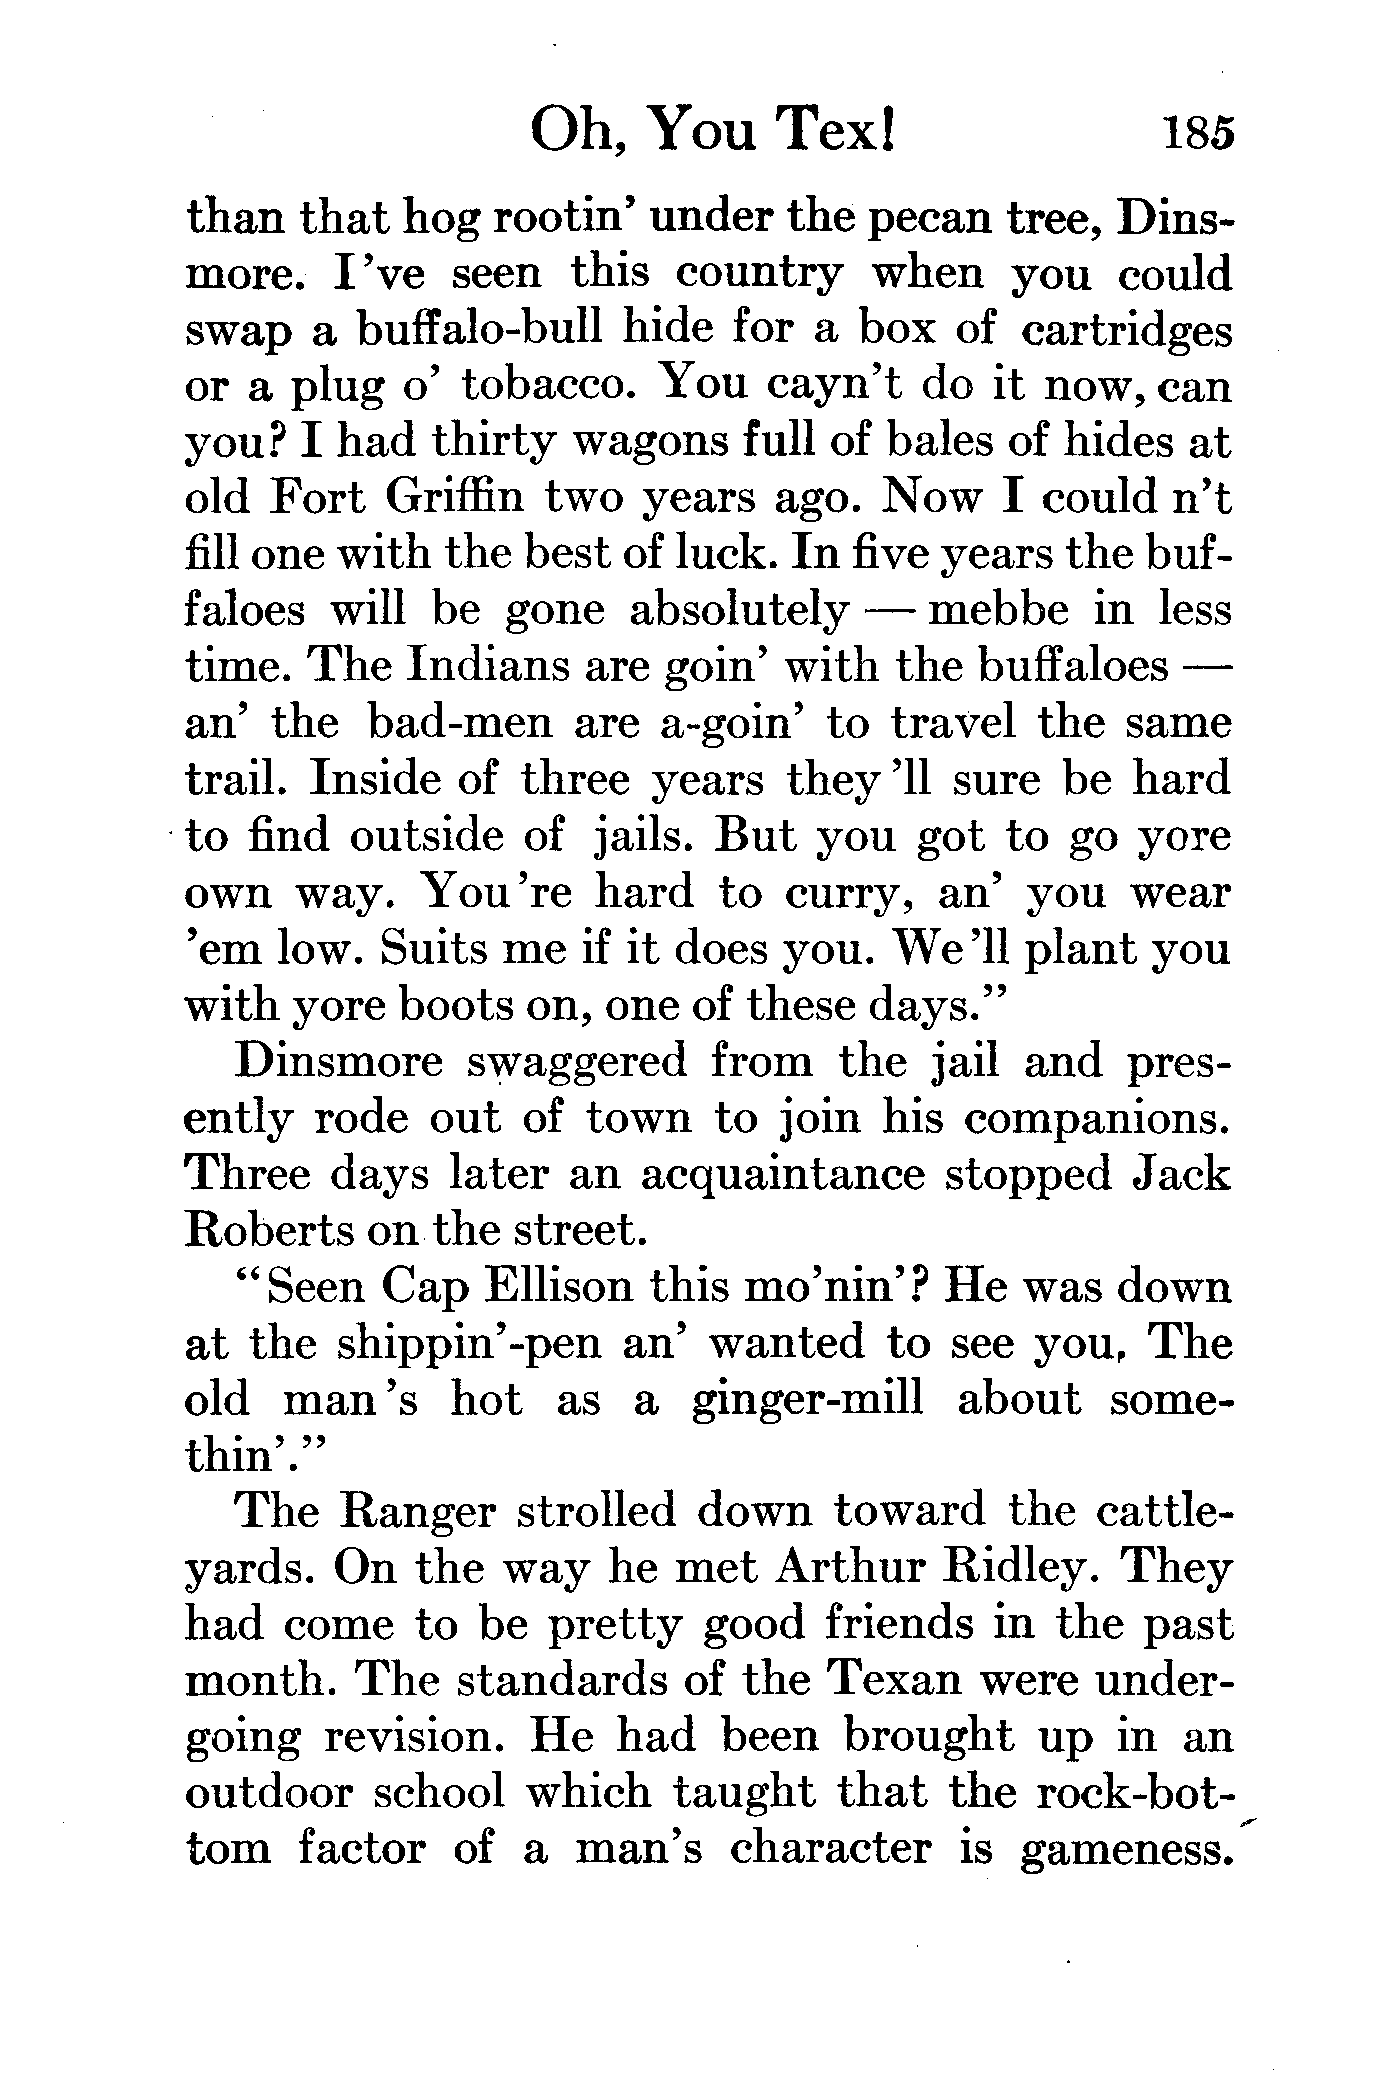 Oh, You Tex! 185
than that hog rootin' under the pecan tree, Dins-
more. I've seen this country when you could
swap a buffalo-bull hide for a box of cartridges
or a plug o' tobacco. You cayn't do it now, can
you? I had thirty wagons full of bales of hides at
old Fort Griffin two years ago. Now I could n't
fill one with the best of luck. In five years the buf-
faloes will be gone absolutely — mebbe in less
time. The Indians are goin' with the buffaloes —
an' the bad-men are a-goin' to travel the same
trail. Inside of three years they 'll sure be hard
to find outside of jails. But you got to go yore
own way. You 're hard to curry, an' you wear
'em low. Suits me if it does you. We 'll plant you
with yore boots on, one of these days."
Dinsmore swaggered from the jail and pres-
ently rode out of town to join his companions.
Three days later an acquaintance stopped Jack
Roberts on the street.
"Seen Cap Ellison this mo'nin'? He was down
at the shippin'-pen an' wanted to see you, The
old man 's hot as a ginger-mill about some-
thin'."
The Ranger strolled down toward the cattle-
yards. On the way he met Arthur Ridley. They
had come to be pretty good friends in the past
month. The standards of the Texan were under-
going revision. He had been brought up in an
outdoor school which taught that the rock-bot-
tom factor of a man's character is gameness.